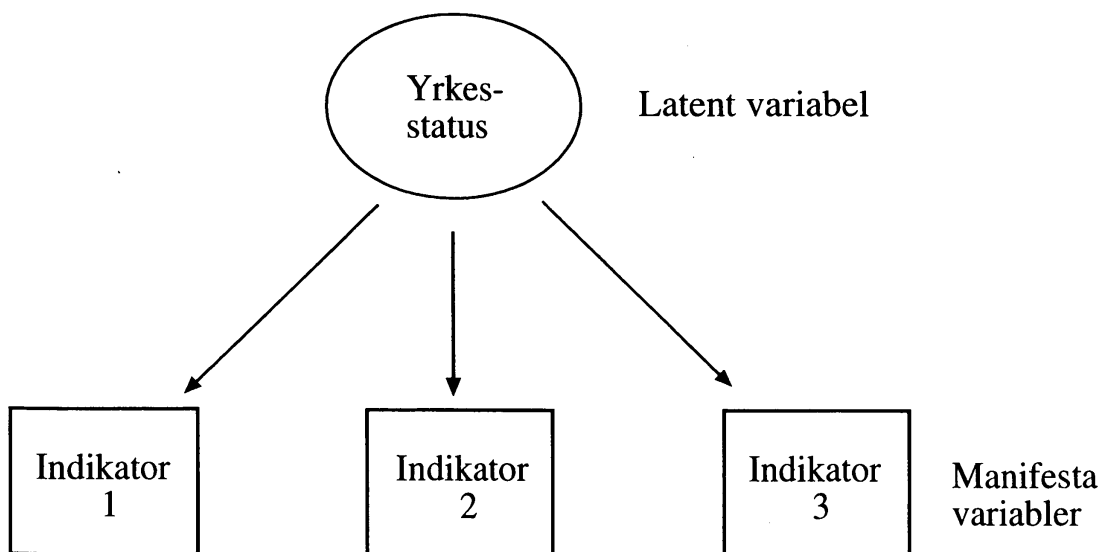 Yrkes-
status
Latent variabel
Indikator
1
Indikator
2
Indikator
3
Manifesta
variabler